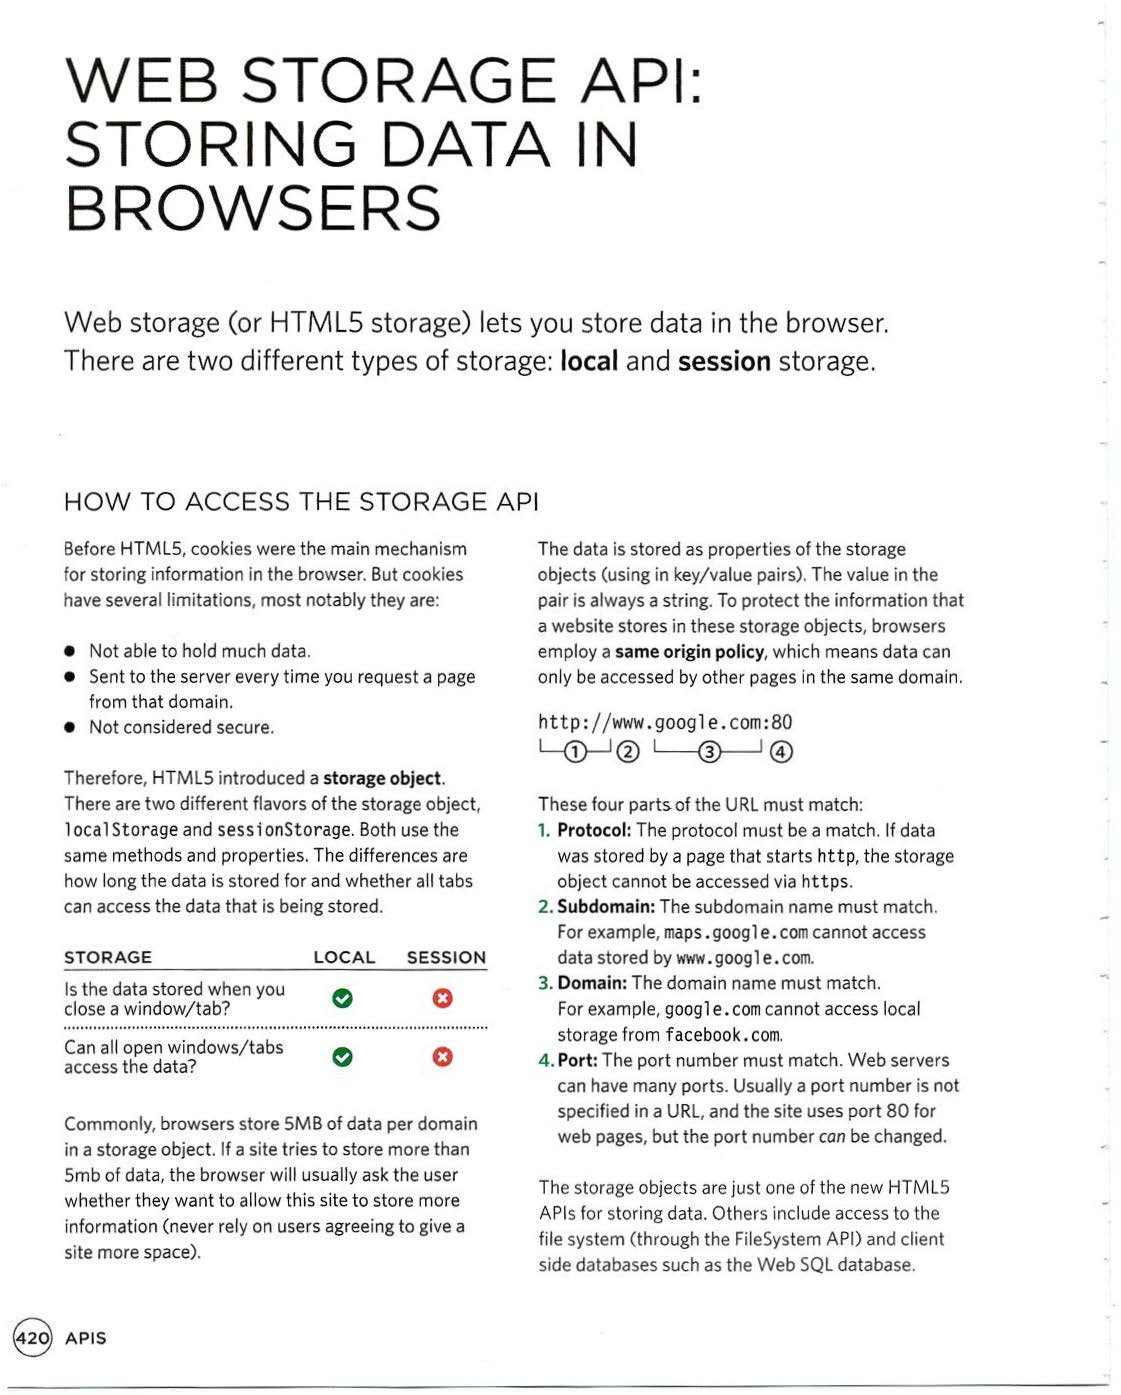 WEB STORAGE API:
STORING DATA IN
BROWSERS
Web storage (or HTML5 storage) lets you store data in the browser.
There are two different types of storage: local and session storage.
HOW TO ACCESS THE STORAGE API
Before HTML5, cookies were the main mechanism
for storing information in the browser. But cookies
have several limitations, most notably they are:
● Not able to hold much data.
● Sent to the server every time you request a page
from that domain.
● Not considered secure.
Therefore, HTML5 introduced a storage object.
There are two different flavors of the storage object,
localStorage and sessionStorage. Both use the
same methods and properties. The differences are
how long the data is stored for and whether all tabs
can access the data that is being stored.
STORAGE LOCAL SESSION
Is the data stored when you
close a window/tab?
Can all open windows/tabs
access the data?
Commonly, browsers store 5MB of data per domain
in a storage object. If a site tries to store more than
5mb of data, the browser will usually ask the user
whether they want to allow this site to store more
information (never rely on users agreeing to give a
site more space).
The data is stored as properties of the storage
objects (using in key/value pairs). The value in the
pair is always a string. To protect the information that
a website stores in these storage objects, browsers
employ a same origin policy, which means data can
only be accessed by other pages in the same domain.
http://www.google.com:80
① ② ③ ④
These four parts of the URL must match:
1. Protocol: The protocol must be a match. If data
was stored by a page that starts http, the storage
object cannot be accessed via https.
2. Subdomain: The subdomain name must match.
For example, maps.google.com cannot access
data stored by www.google.com.
3. Domain: The domain name must match.
For example, google.com cannot access local
storage from facebook.com.
4. Port: The port number must match. Web servers
can have many ports. Usually a port number is not
specified in a URL, and the site uses port 80 for
web pages, but the port number can be changed.
The storage objects are just one of the new HTML5
APIs for storing data. Others include access to the
file system (through the FileSystem API) and client
side databases such as the Web SQL database.
420 APIS